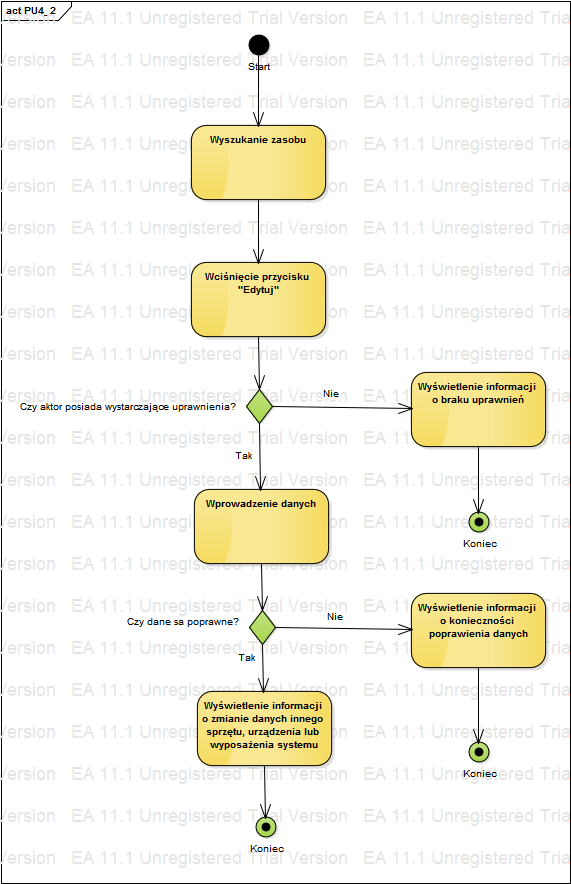 act PU4_2
EA 11.1 Unregistered Trial Version
Start
Wyszukanie zasobu
Wciśnięcie przycisku
"Edytuj"
Czy aktor posiada wystarczające uprawnienia?
Nie
Wyświetlenie informacji
o braku uprawnień
Tak
Koniec
Wprowadzenie danych
Czy dane sa poprawne?
Nie
Wyświetlenie informacji
o konieczności
poprawienia danych
Tak
Wyświetlenie informacji
o zmianie danych innego
sprzętu, urządzenia lub
wyposażenia systemu
Koniec
Koniec